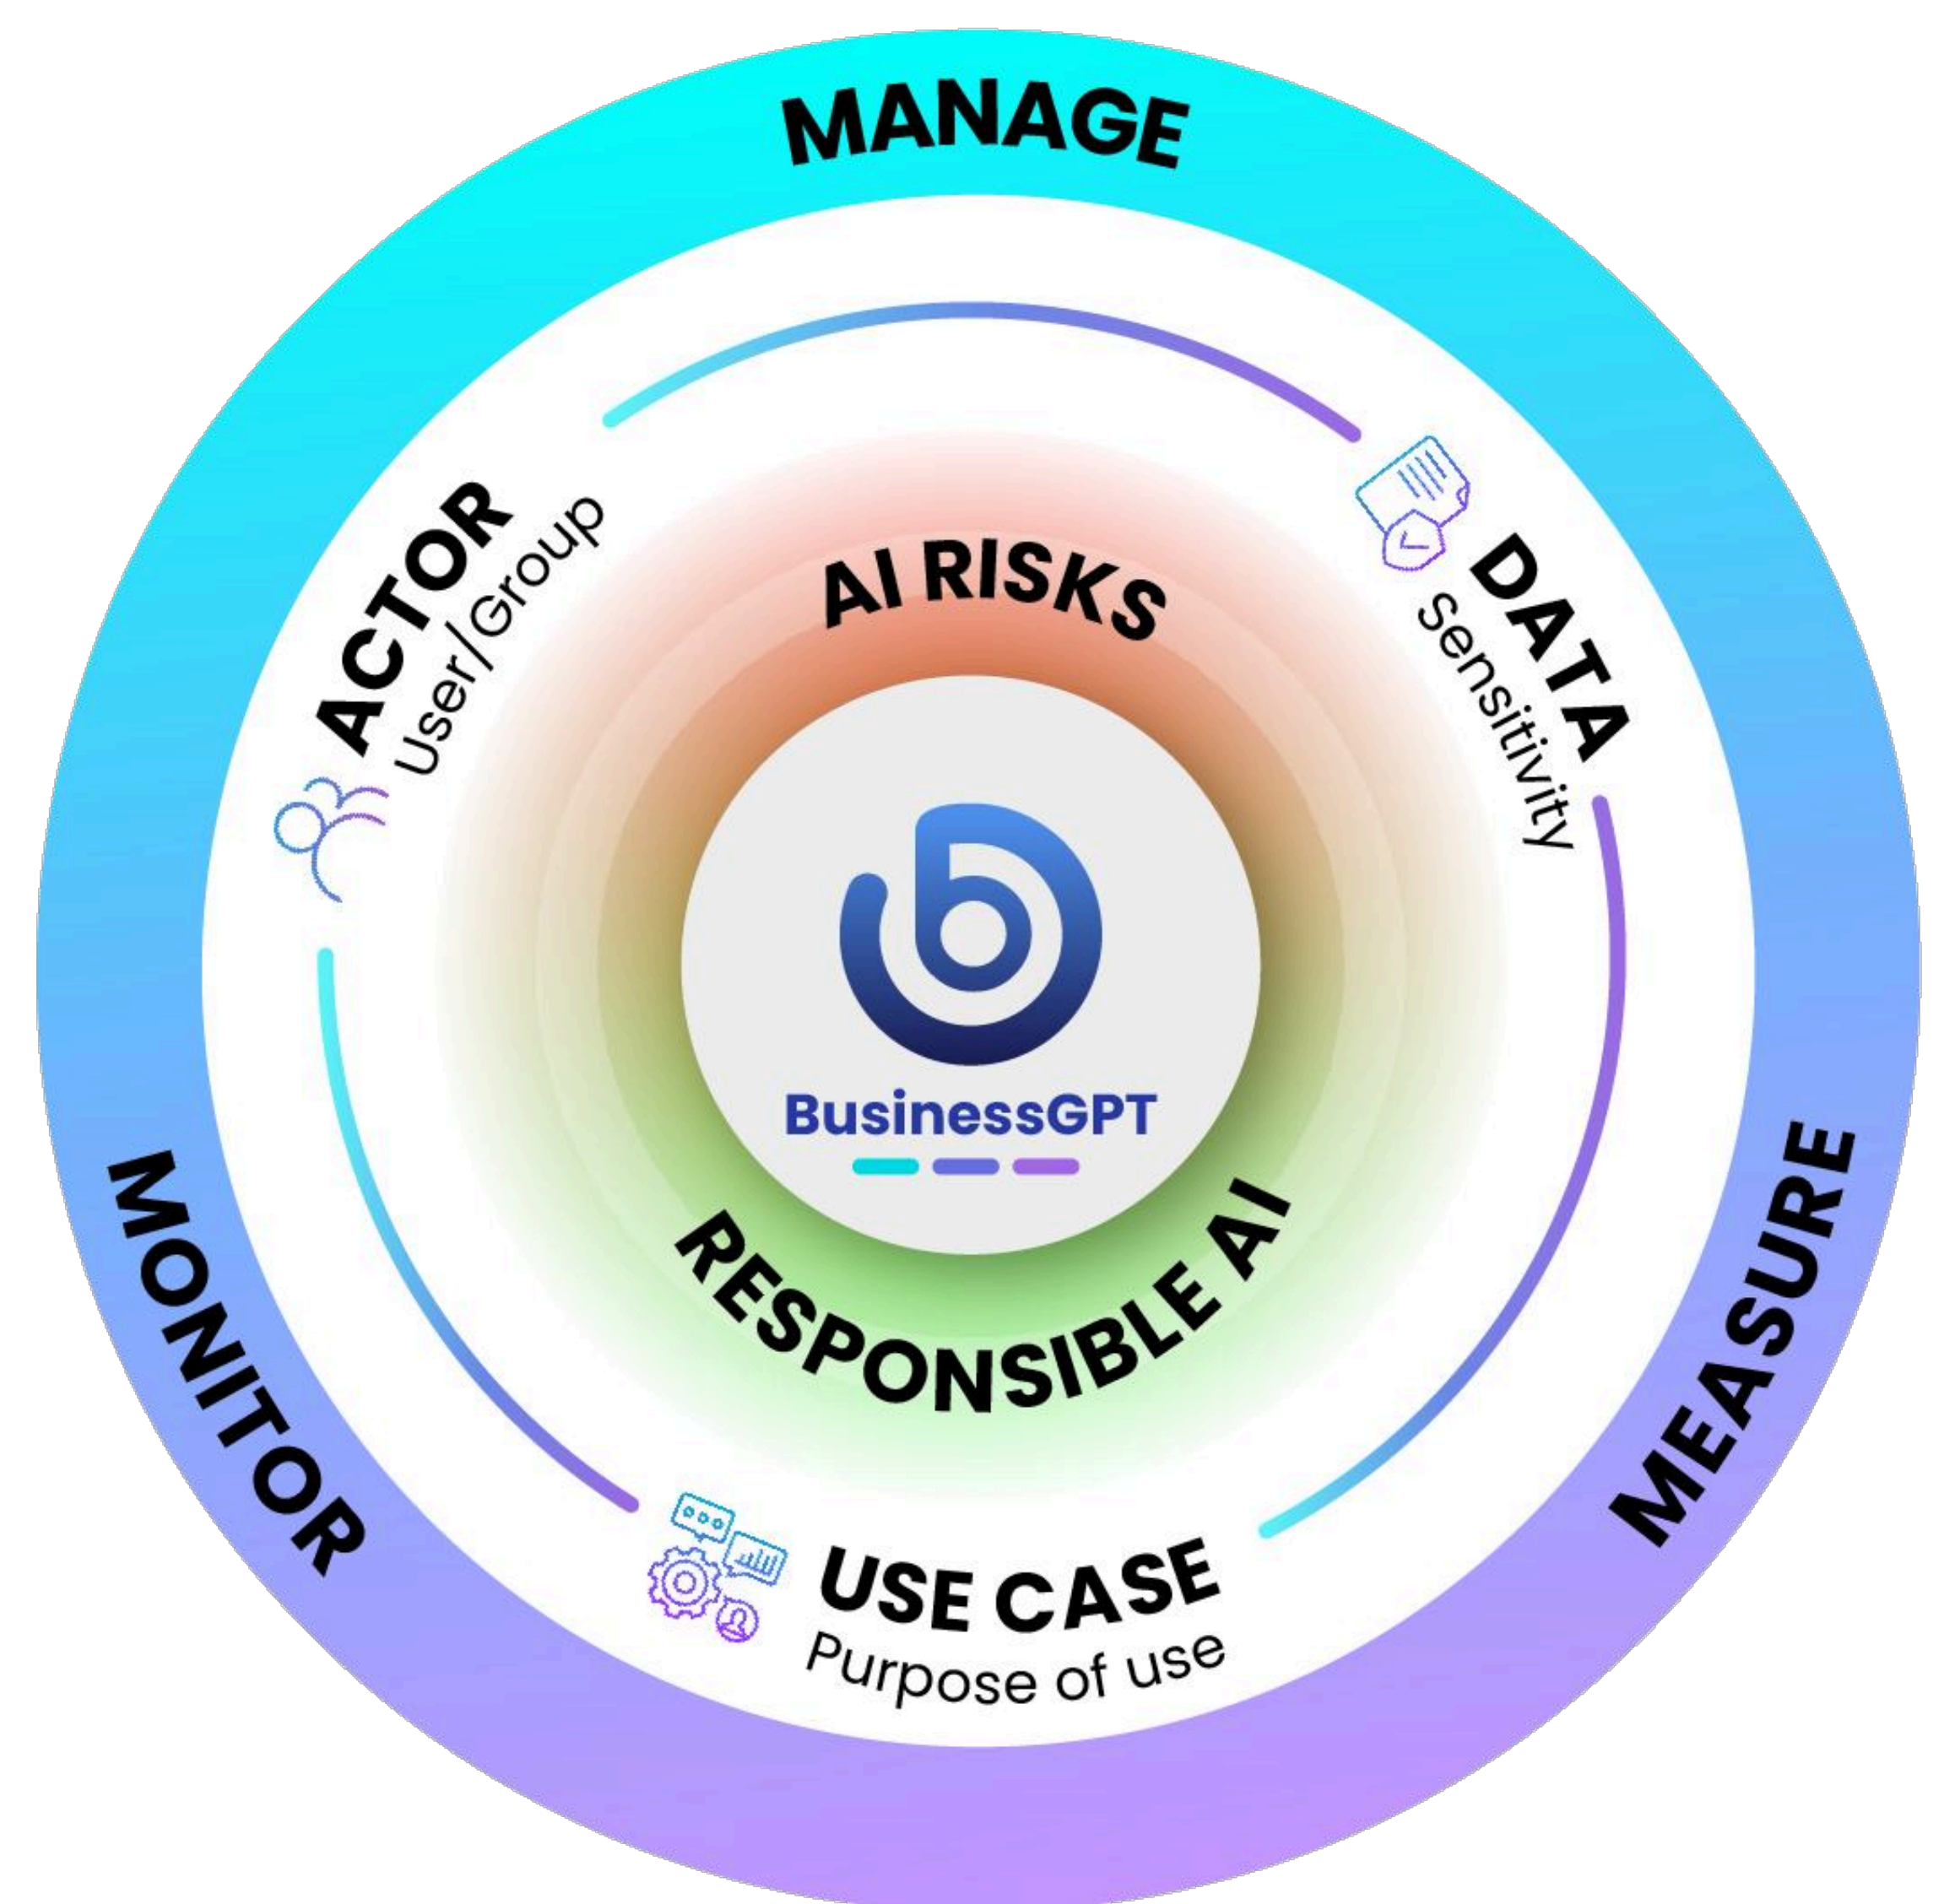 MANAGE
ACTOR
User/Group
DATA
Sensitivity
AI RISKS
BusinessGPT
RESPONSIBLE AI
MONITOR
MEASURE
USE CASE
Purpose of use